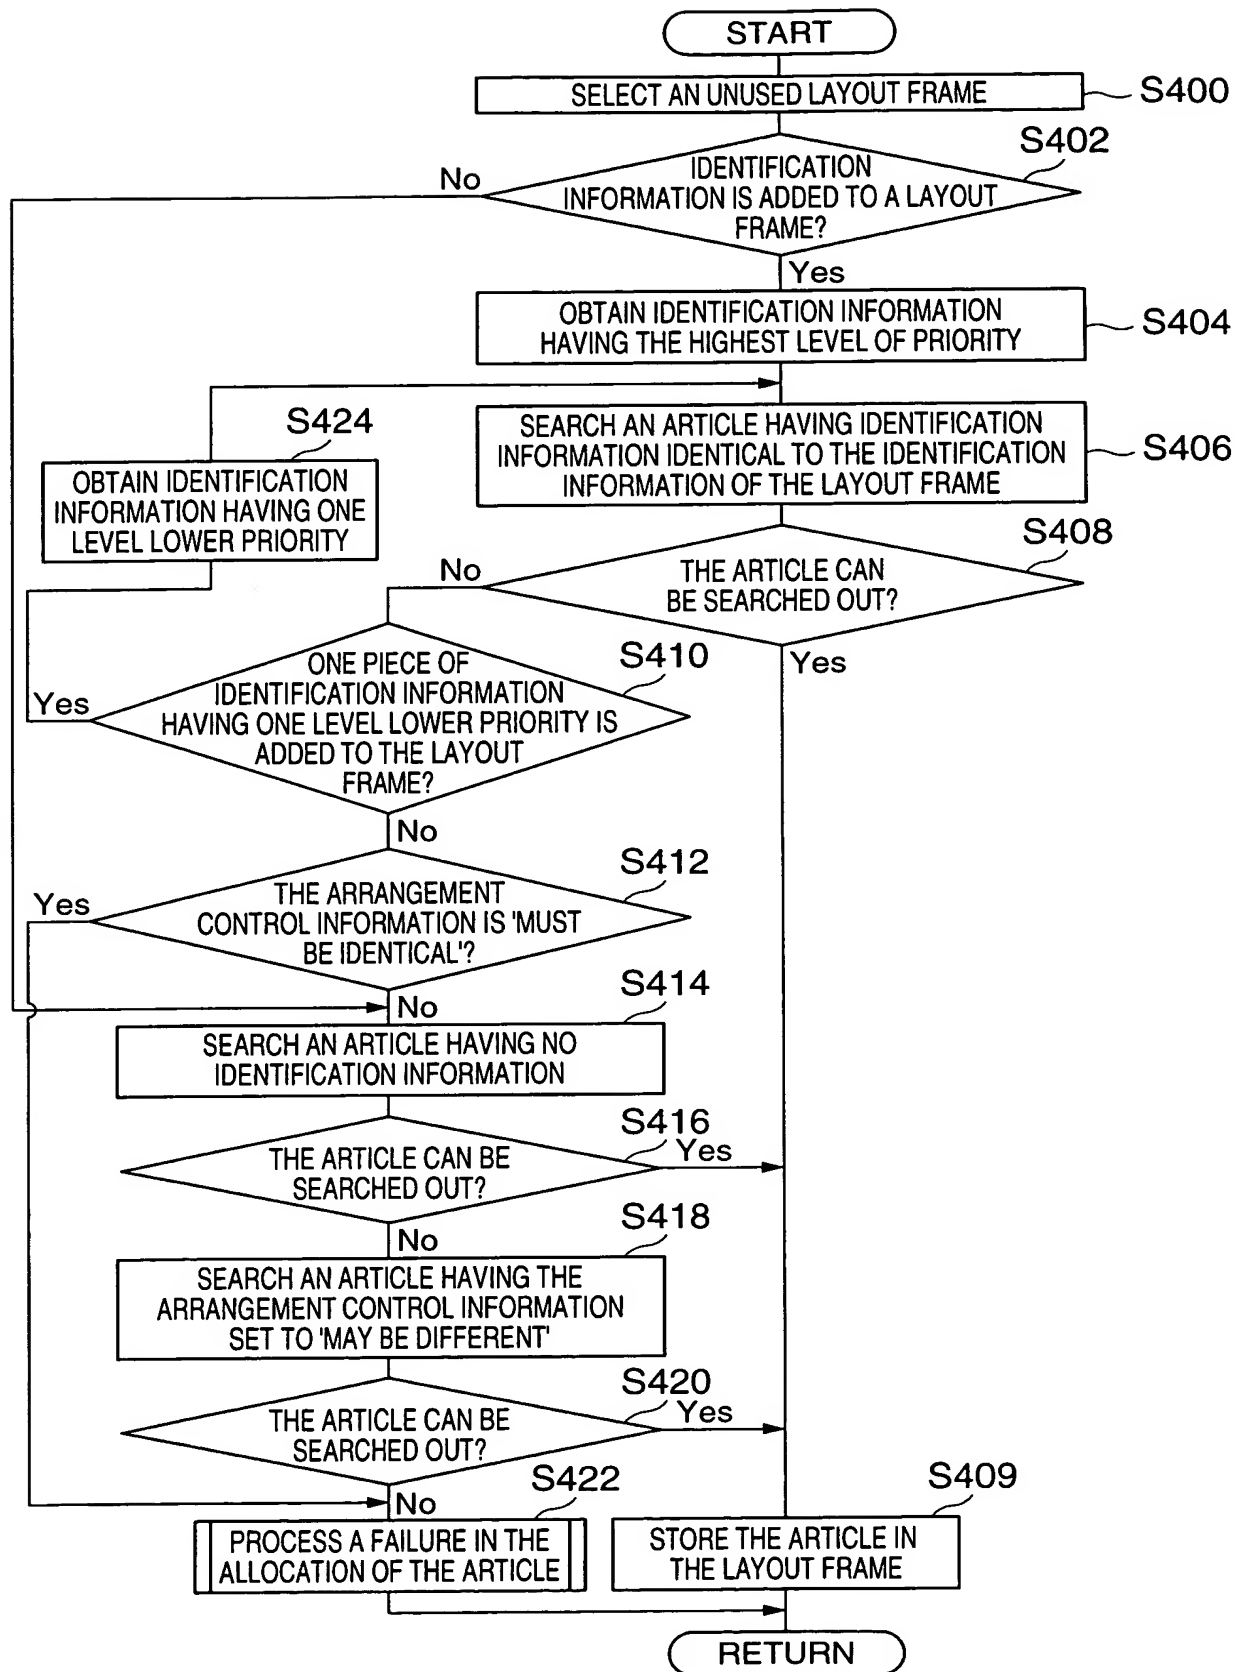 START
SELECT AN UNUSED LAYOUT FRAME
S400
S402
IDENTIFICATION
INFORMATION IS ADDED TO A LAYOUT
FRAME?
No
Yes
OBTAIN IDENTIFICATION INFORMATION
HAVING THE HIGHEST LEVEL OF PRIORITY
S404
S424
OBTAIN IDENTIFICATION
INFORMATION HAVING ONE
LEVEL LOWER PRIORITY
SEARCH AN ARTICLE HAVING IDENTIFICATION
INFORMATION IDENTICAL TO THE IDENTIFICATION
INFORMATION OF THE LAYOUT FRAME
S406
S408
THE ARTICLE CAN
BE SEARCHED OUT?
No
Yes
S410
ONE PIECE OF
IDENTIFICATION INFORMATION
HAVING ONE LEVEL LOWER PRIORITY IS
ADDED TO THE LAYOUT
FRAME?
Yes
No
S412
THE ARRANGEMENT
CONTROL INFORMATION IS 'MUST
BE IDENTICAL'?
Yes
No
S414
SEARCH AN ARTICLE HAVING NO
IDENTIFICATION INFORMATION
S416
THE ARTICLE CAN BE
SEARCHED OUT?
Yes
No
S418
SEARCH AN ARTICLE HAVING THE
ARRANGEMENT CONTROL INFORMATION
SET TO 'MAY BE DIFFERENT'
S420
THE ARTICLE CAN BE
SEARCHED OUT?
Yes
No
S422
PROCESS A FAILURE IN THE
ALLOCATION OF THE ARTICLE
S409
STORE THE ARTICLE IN
THE LAYOUT FRAME
RETURN